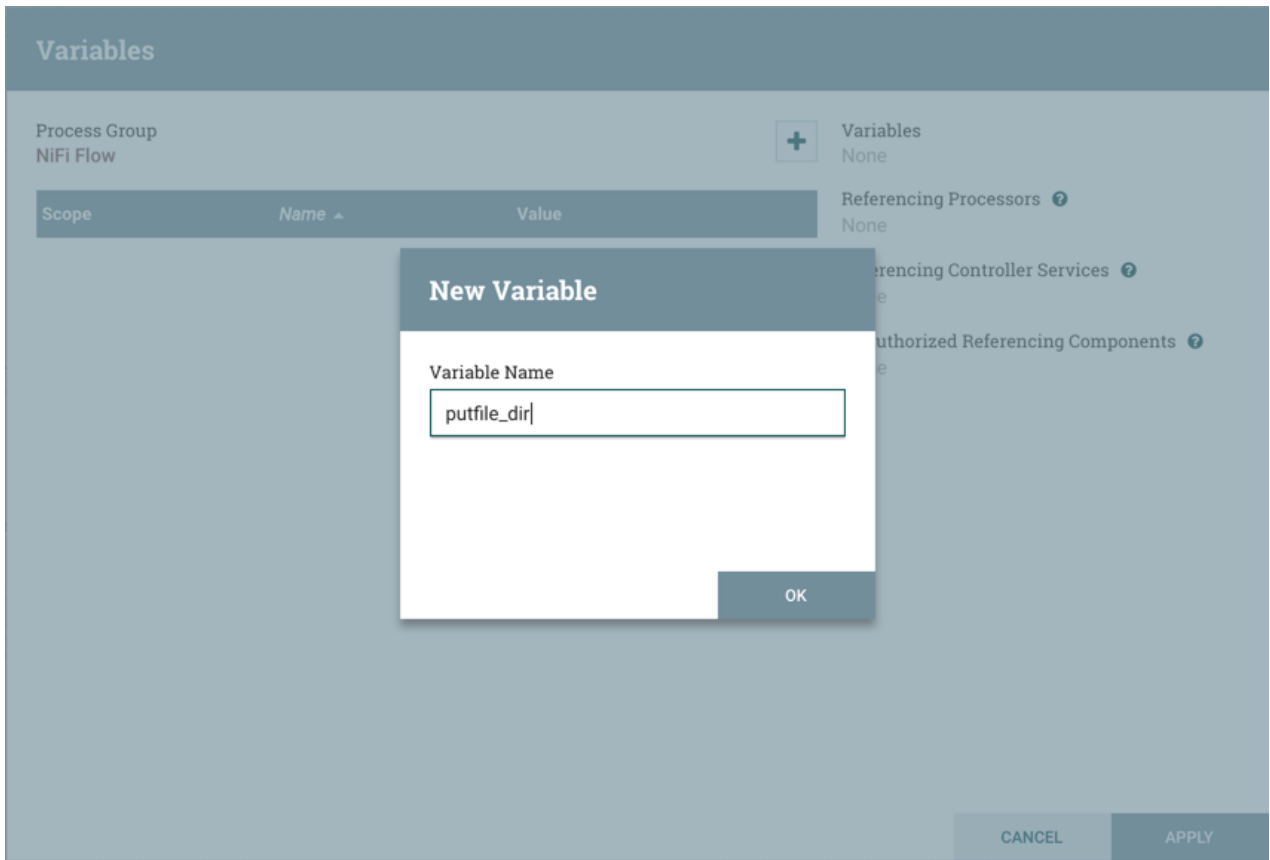 Variables
Process Group
NiFi Flow
Variables
None
Scope Name Value
Referencing Processors
None
New Variable
erencing Controller Services
e
uthorized Referencing Components
e
Variable Name
putfile_dir
OK
CANCEL APPLY